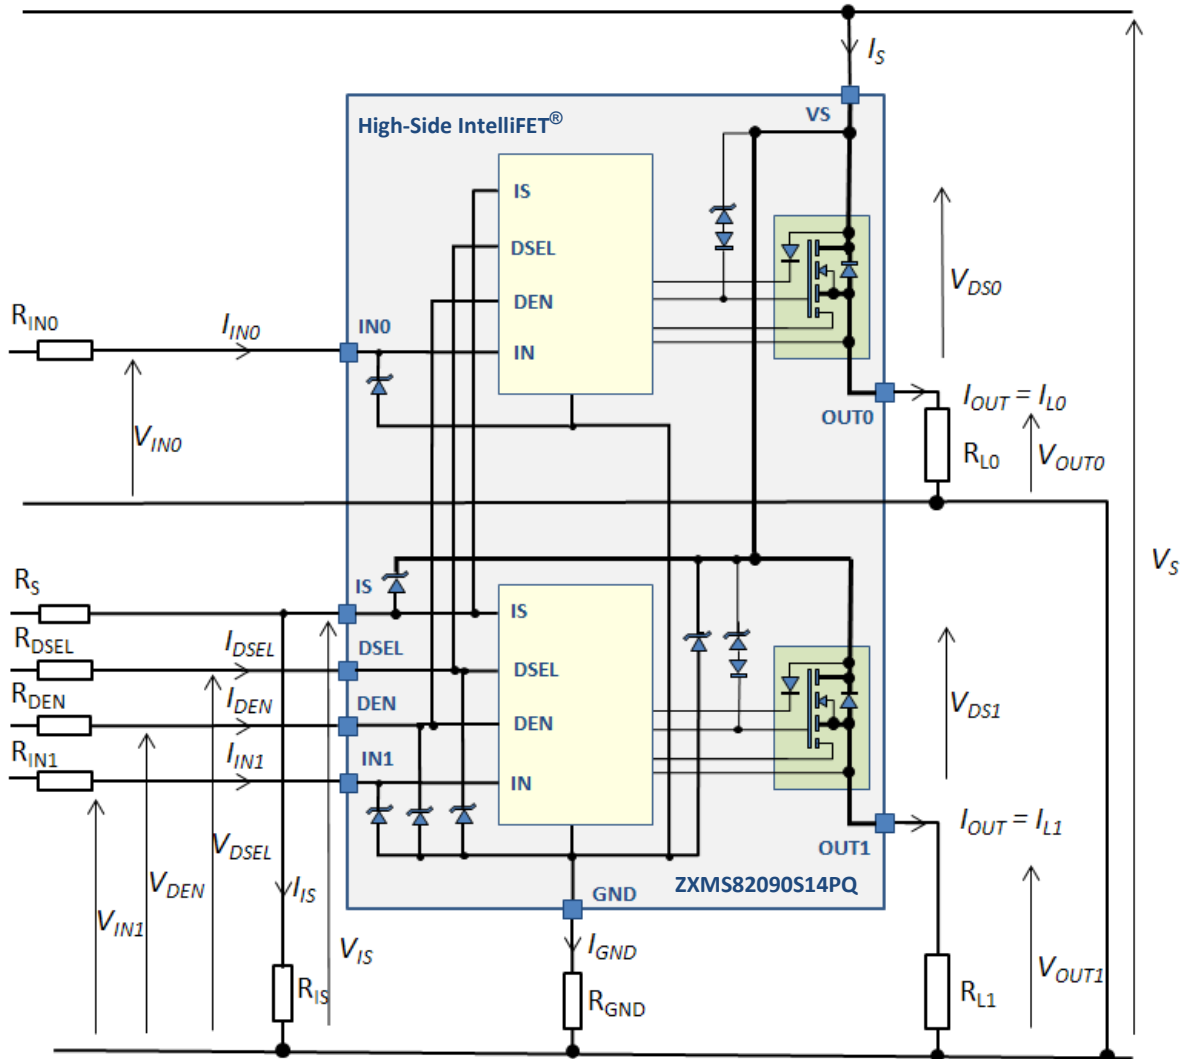 I_S
VS
High-Side IntelliFET®
IS
DSEL
DEN
IN
R_IN0
I_IN0
IN0
V_IN0
V_DS0
OUT0
I_OUT = I_L0
R_L0
V_OUT0
V_S
R_S
IS
IS
R_DSEL
I_DSEL
DSEL
DSEL
R_DEN
I_DEN
DEN
DEN
R_IN1
I_IN1
IN1
IN
V_DS1
I_OUT = I_L1
OUT1
V_DSEL
V_DEN
V_IN1
I_IS
V_IS
ZXMS82090S14PQ
GND
I_GND
R_IS
R_GND
R_L1
V_OUT1